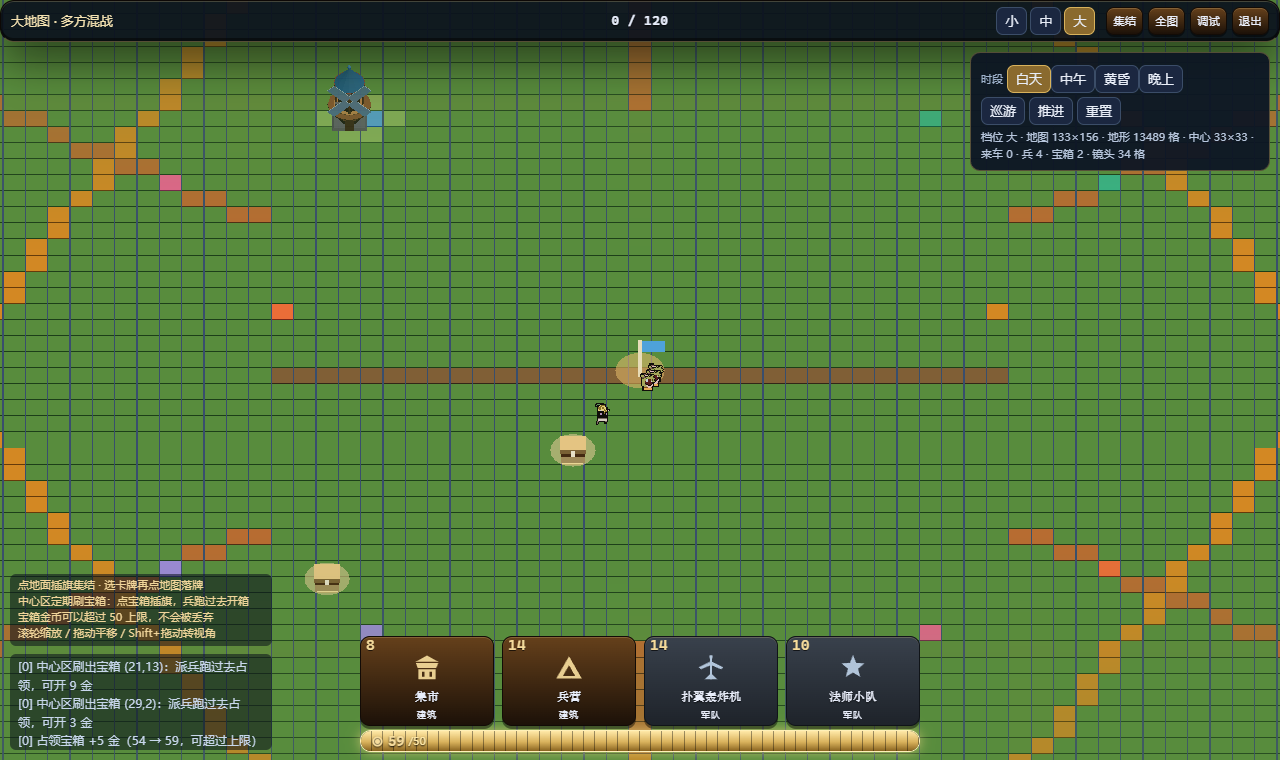 大地图 · 多方混战
0 / 120
小 中 大 集结 全图 调试 退出
时段 白天 中午 黄昏 晚上
巡游 推进 重置
档位 大 · 地图 133×156 · 地形 13489 格 · 中心 33×33 ·
来车 0 · 兵 4 · 宝箱 2 · 镜头 34 格
点地面插旗集结 · 选卡牌再点地图落牌
中心区定期刷宝箱：点宝箱插旗，兵跑过去开箱
宝箱金币可以超过 50 上限，不会被丢弃
滚轮缩放 / 拖动平移 / Shift+拖动转视角
[0] 中心区刷出宝箱 (21,13)：派兵跑过去占
领，可开 9 金
[0] 中心区刷出宝箱 (29,2)：派兵跑过去占
领，可开 3 金
[0] 占领宝箱 +5 金（54 → 59，可超过上限）
8
集市
建筑
14
兵营
建筑
14
扑翼轰炸机
军队
10
法师小队
军队
59 /50